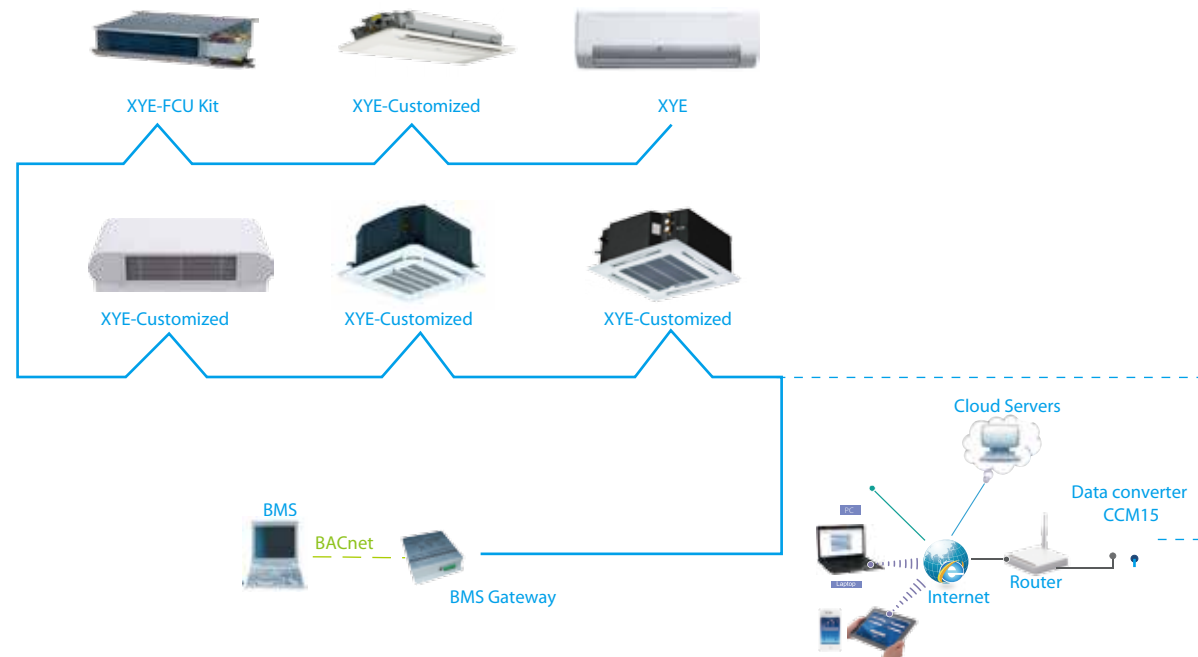 XYE-FCU Kit
XYE-Customized
XYE
XYE-Customized
XYE-Customized
XYE-Customized
Cloud Servers
Data converter
CCM15
PC
BMS
BACnet
BMS Gateway
Laptop
Internet
Router